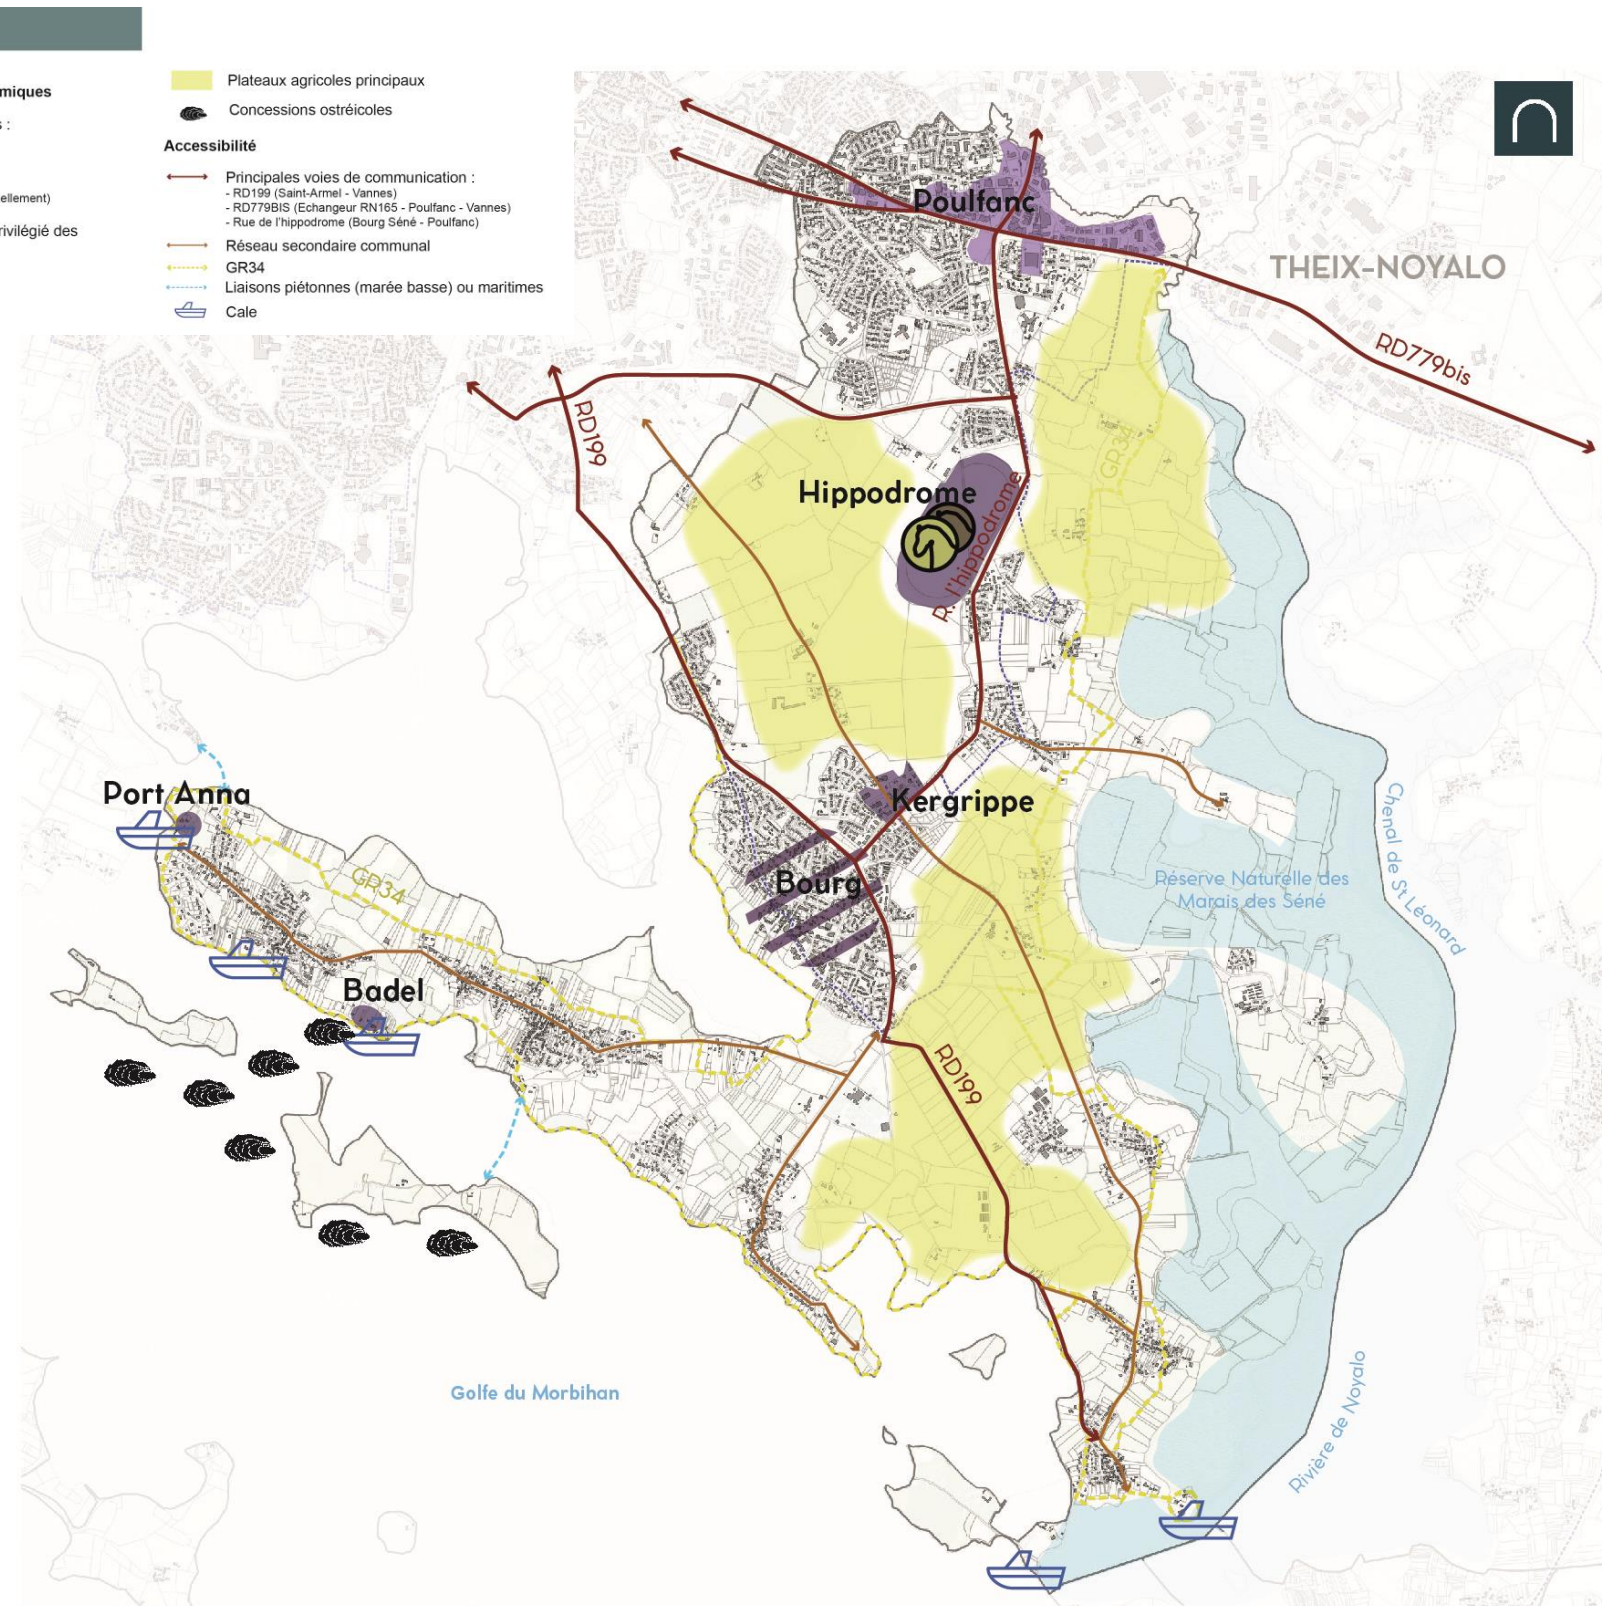 miques
s :
ellement)
rivilégié des
Plateaux agricoles principaux
Concessions ostréicoles
Accessibilité
Principales voies de communication :
- RD199 (Saint-Armel - Vannes)
- RD779BIS (Echangeur RN165 - Poulfanc - Vannes)
- Rue de l'hippodrome (Bourg Séné - Poulfanc)
Réseau secondaire communal
GR34
Liaisons piétonnes (marée basse) ou maritimes
Cale
Poulfanc
THEIX-NOYALO
RD779bis
RD199
GR34
Hippodrome
R. l'hippodrome
Port Anna
Kergrippe
Chenal de St Léonard
GR34
Bourg
Réserve Naturelle des
Marais des Séné
Badel
RD199
Golfe du Morbihan
Rivière de Noyalo